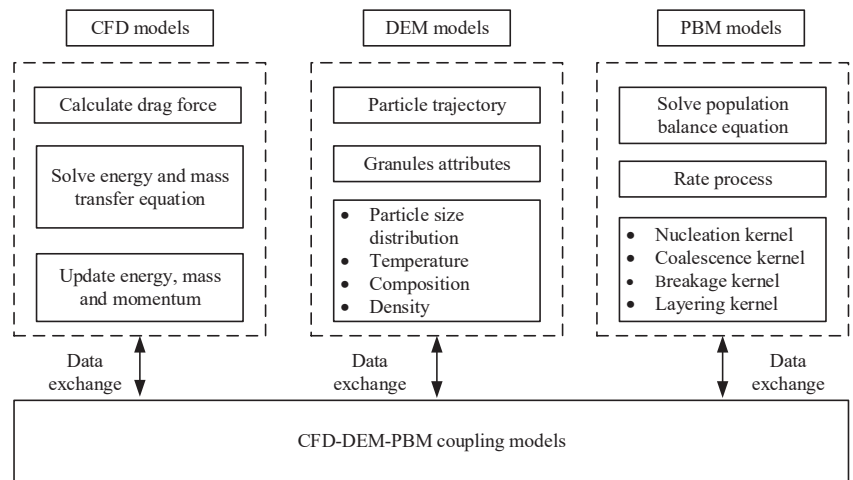 CFD models
DEM models
PBM models
Calculate drag force
Solve energy and mass
transfer equation
Update energy, mass
and momentum
Particle trajectory
Granules attributes
• Particle size
distribution
• Temperature
• Composition
• Density
Solve population
balance equation
Rate process
• Nucleation kernel
• Coalescence kernel
• Breakage kernel
• Layering kernel
Data
exchange
Data
exchange
Data
exchange
CFD-DEM-PBM coupling models